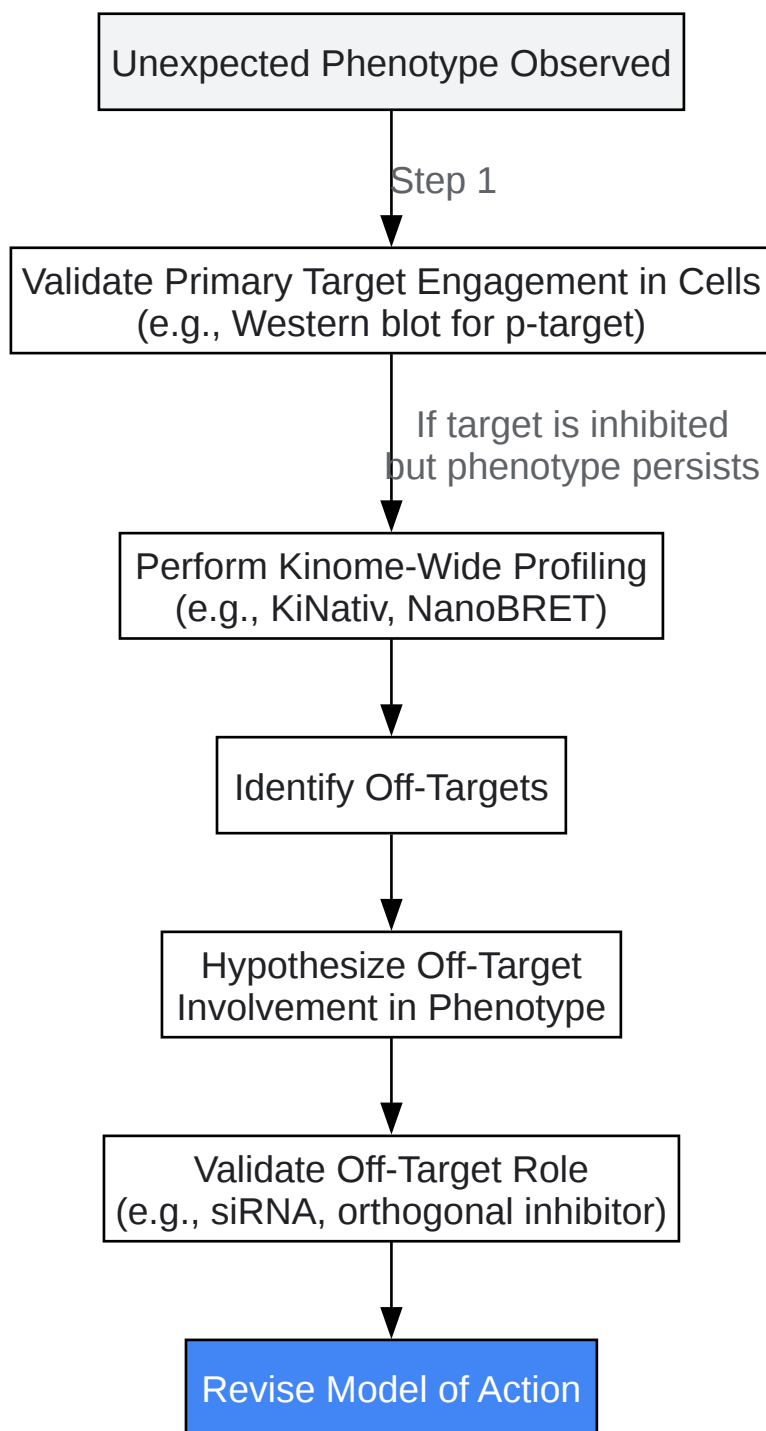 Unexpected Phenotype Observed
Step 1
Validate Primary Target Engagement in Cells
(e.g., Western blot for p-target)
If target is inhibited
but phenotype persists
Perform Kinome-Wide Profiling
(e.g., KiNativ, NanoBRET)
Identify Off-Targets
Hypothesize Off-Target
Involvement in Phenotype
Validate Off-Target Role
(e.g., siRNA, orthogonal inhibitor)
Revise Model of Action